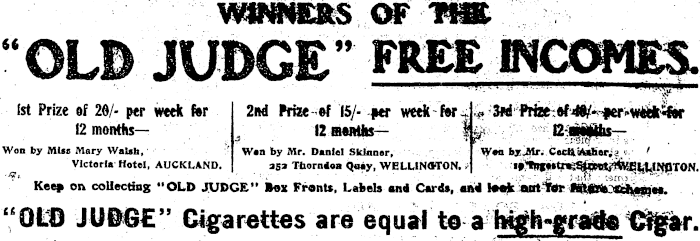 WINNERS OF THE
"OLD JUDGE" FREE INCOMES.
1st Prize of 20/- per week for
12 months—
Won by Miss Mary Walsh,
Victoria Hotel, AUCKLAND.
2nd Prize of 15/- per week for
12 months—
Won by Mr. Daniel Skinner,
252 Thorndon Quay, WELLINGTON.
3rd Prize of per week for
12 months—
Won by Mr. Cecil Asher,
Street, WELLINGTON.
Keep on collecting "OLD JUDGE" Box Fronts, Labels and Cards, and look out for future schemes.
"OLD JUDGE" Cigarettes are equal to a high-grade Cigar.